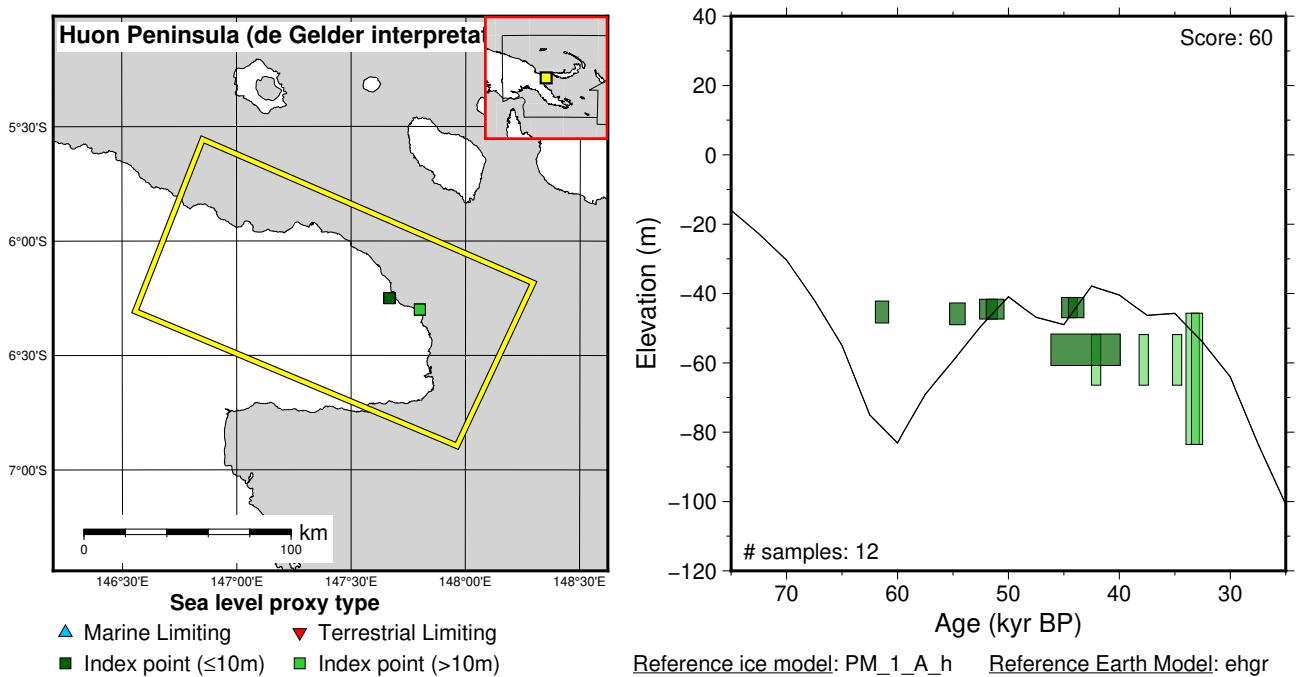 Huon Peninsula (de Gelder interpretat
5°30'S
6°00'S
6°30'S
7°00'S
km
0
100
146°30'E
147°00'E
147°30'E
148°00'E
148°30'E
Sea level proxy type
Marine Limiting
Terrestrial Limiting
Index point (≤10m)
Index point (>10m)
40
20
0
−20
−40
−60
−80
−100
−120
Elevation (m)
Score: 60
# samples: 12
70
60
50
40
30
Age (kyr BP)
Reference ice model: PM_1_A_h
Reference Earth Model: ehgr